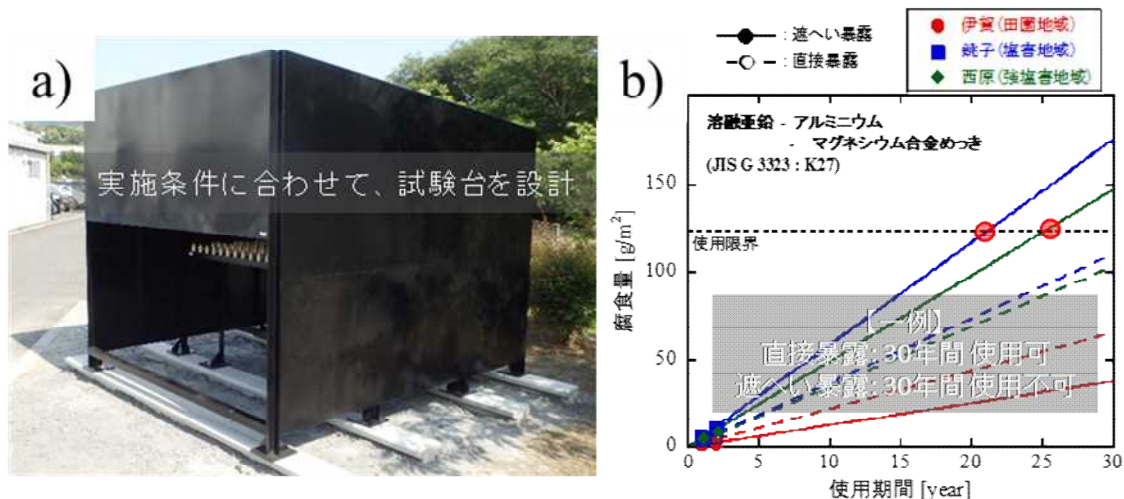 a)
実施条件に合わせて、試験台を設計
b)
: 遮へい暴露
: 直接暴露
伊賀(田園地域)
銚子(塩害地域)
西原(強塩害地域)
溶融亜鉛 - アルミニウム
- マグネシウム合金めっき
(JIS G 3323 : K27)
150
使用限界
100
【一例】
直接暴露:30年間 使用可
50
遮へい暴露:30年間 使用不可
0
0 5 10 15 20 25 30
腐食量 [g/m²]
使用期間 [year]